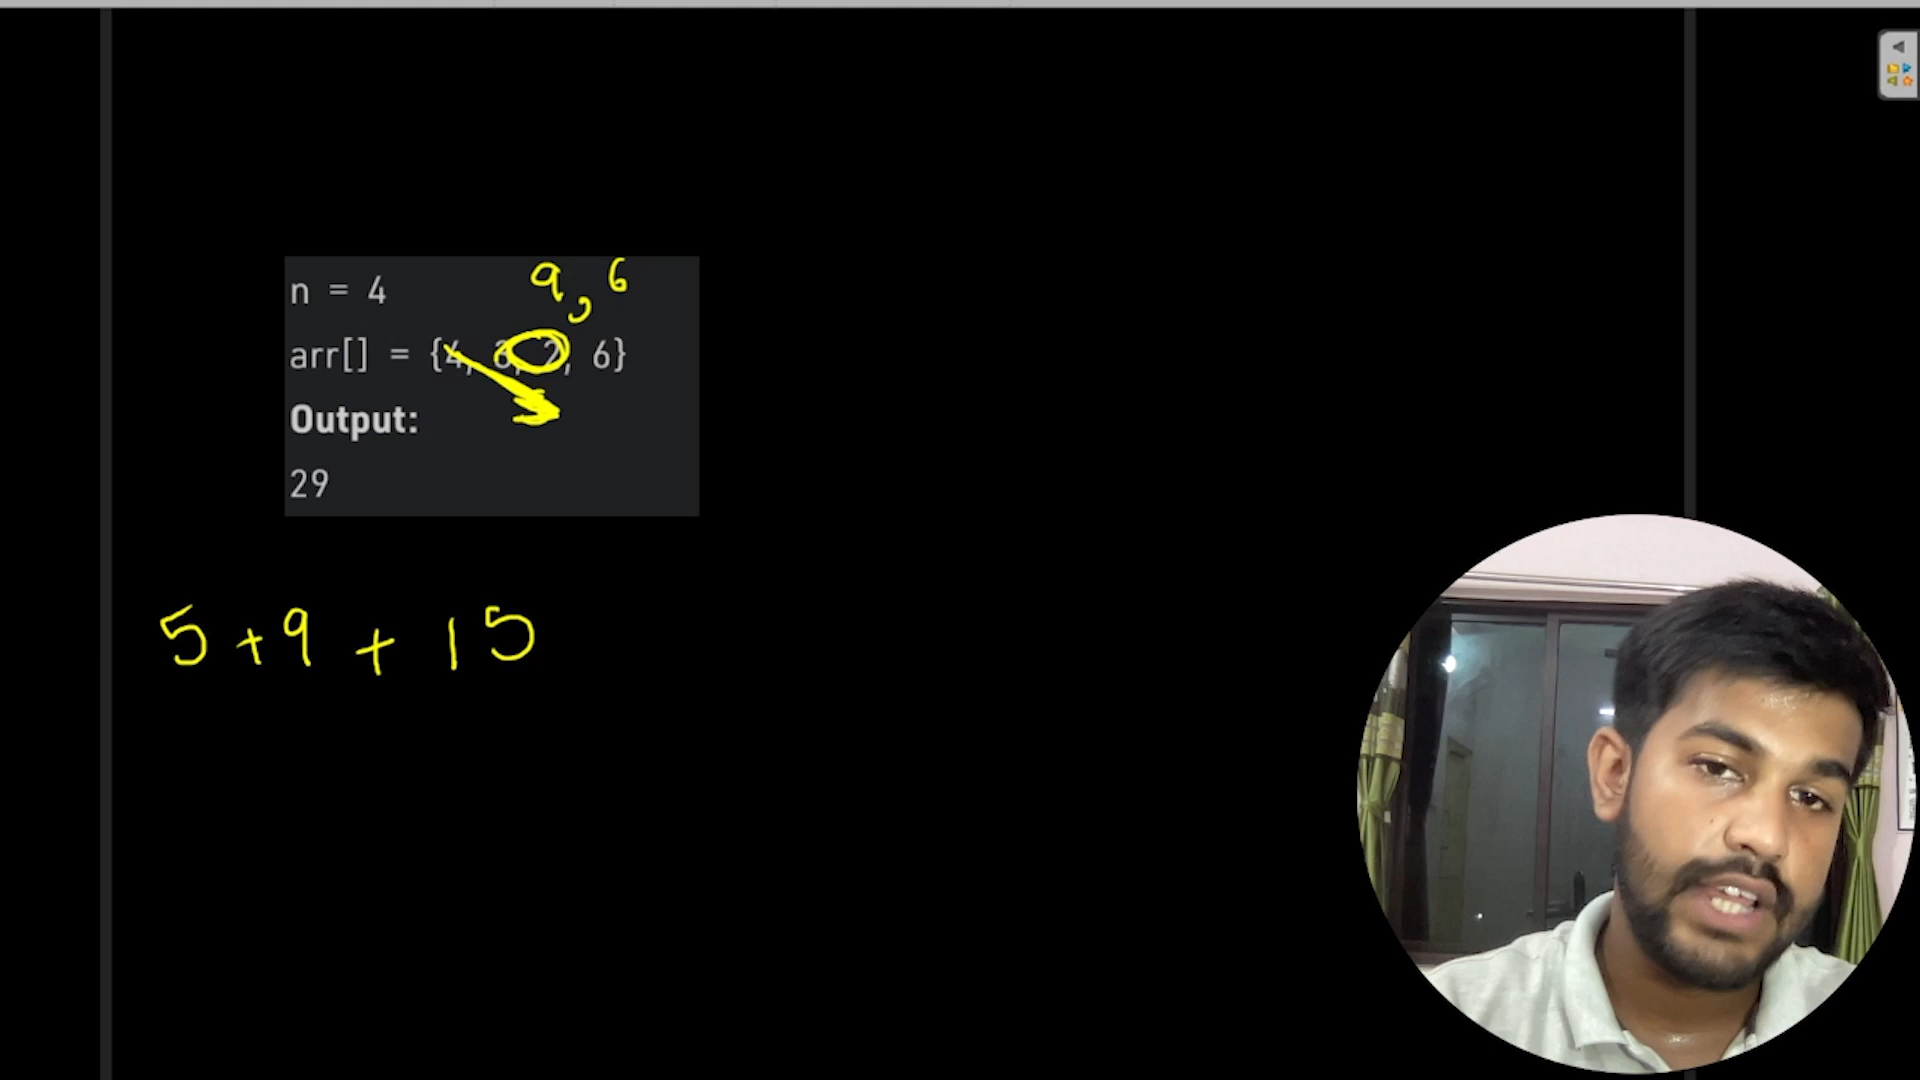 n = 4
9, 6
arr[] = {4, 3, 2, 6}
Output:
29
5 + 9 + 15